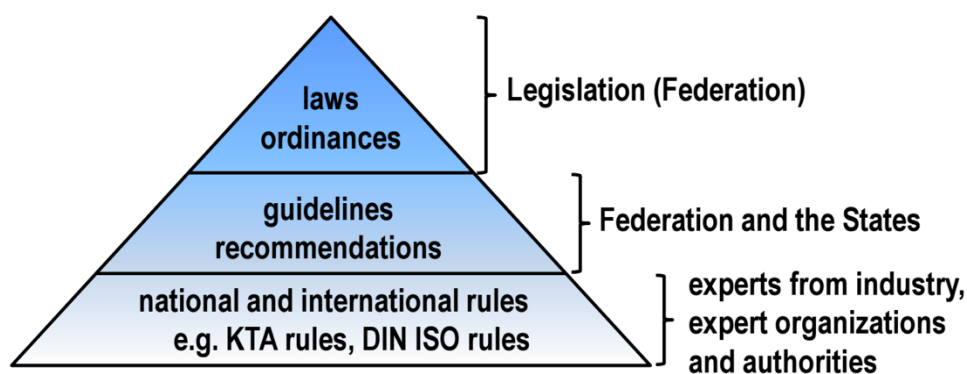 laws
ordinances
Legislation (Federation)
guidelines
recommendations
Federation and the States
national and international rules
e.g. KTA rules, DIN ISO rules
experts from industry,
expert organizations
and authorities